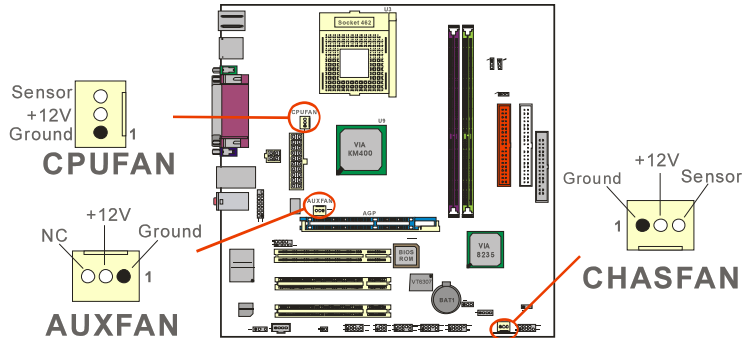 U3
Socket 462
Sensor
+12V
Ground
1
CPUFAN
CPUFAN
U9
VIA
KM400
+12V
Ground
Sensor
1
CHASFAN
AUXFAN
AGP
+12V
NC
Ground
1
AUXFAN
BIOS
ROM
VIA
8235
VT6307
BAT1